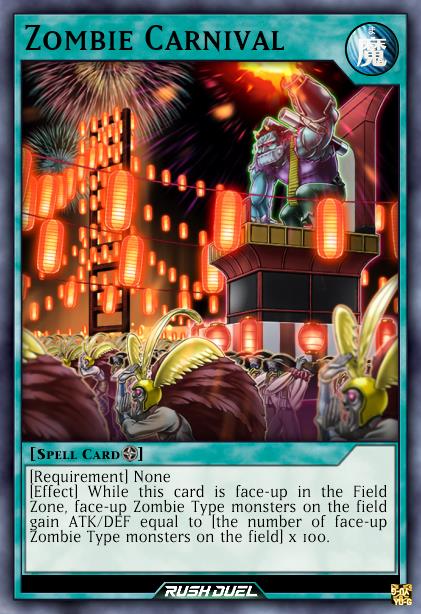 Zombie Carnival
ま
魔
[Spell Card]
[Requirement] None
[Effect] While this card is face-up in the Field
Zone, face-up Zombie Type monsters on the field
gain ATK/DEF equal to [the number of face-up
Zombie Type monsters on the field] x 100.
RUSH DUEL